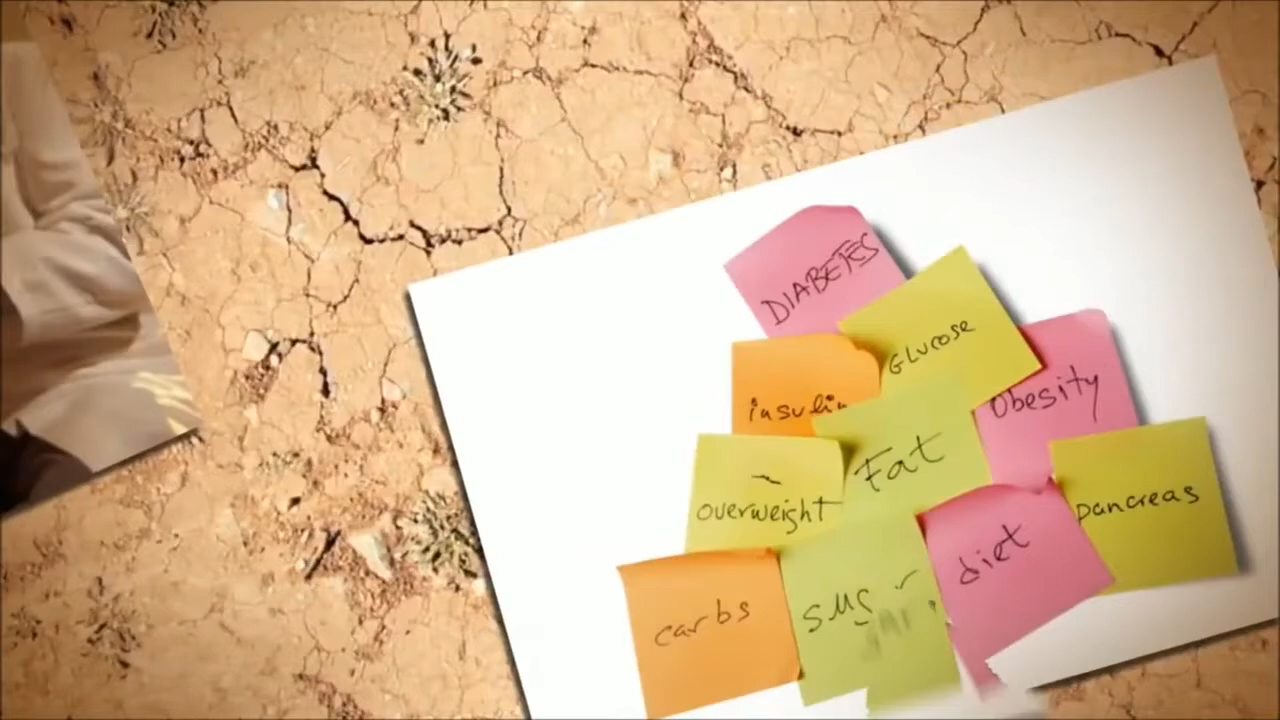 DIABETES
GLucose
insulin
Obesity
Fat
overweight
pancreas
diet
carbs